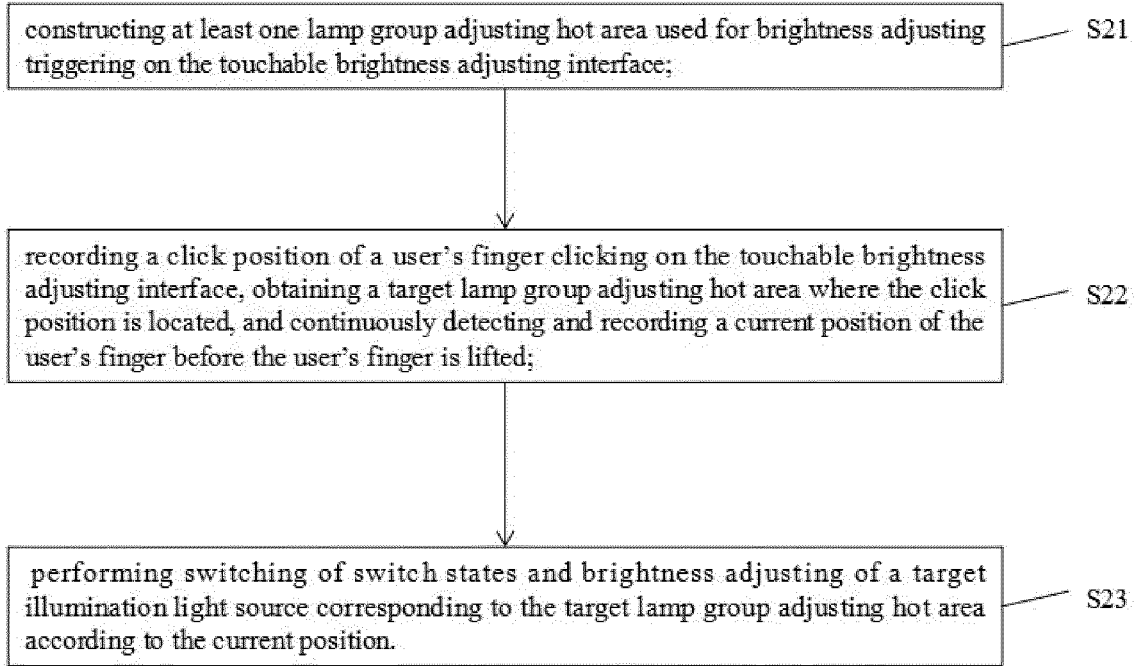 constructing at least one lamp group adjusting hot area used for brightness adjusting
triggering on the touchable brightness adjusting interface;
S21
recording a click position of a user's finger clicking on the touchable brightness
adjusting interface, obtaining a target lamp group adjusting hot area where the click
position is located, and continuously detecting and recording a current position of the
user's finger before the user's finger is lifted;
S22
performing switching of switch states and brightness adjusting of a target
illumination light source corresponding to the target lamp group adjusting hot area
according to the current position.
S23